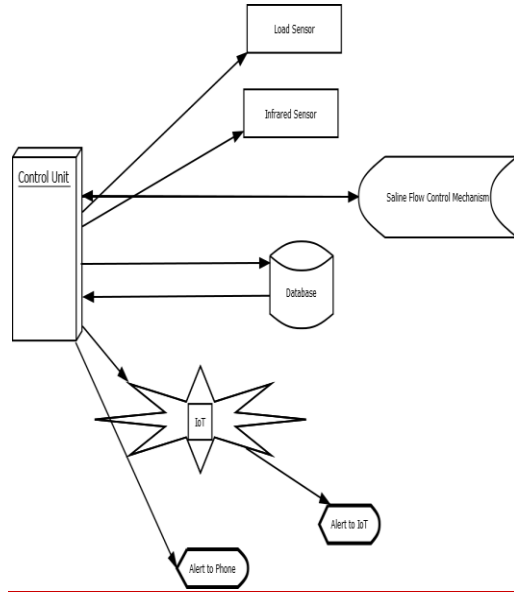 Load Sensor
Infrared Sensor
Control Unit
Saline Flow Control Mechanism
Database
IoT
Alert to IoT
Alert to Phone